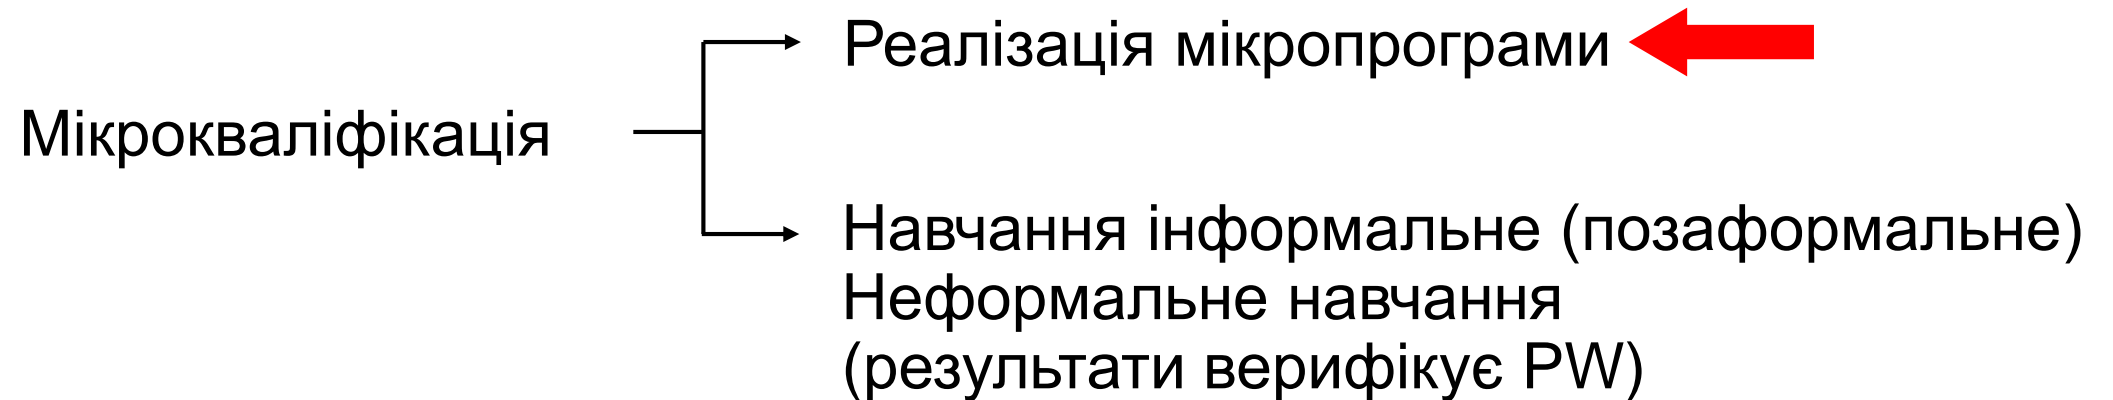 Реалізація мікропрограми
Мікрокваліфікація
Навчання інформальне (позаформальне)
Неформальне навчання
(результати верифікує PW)